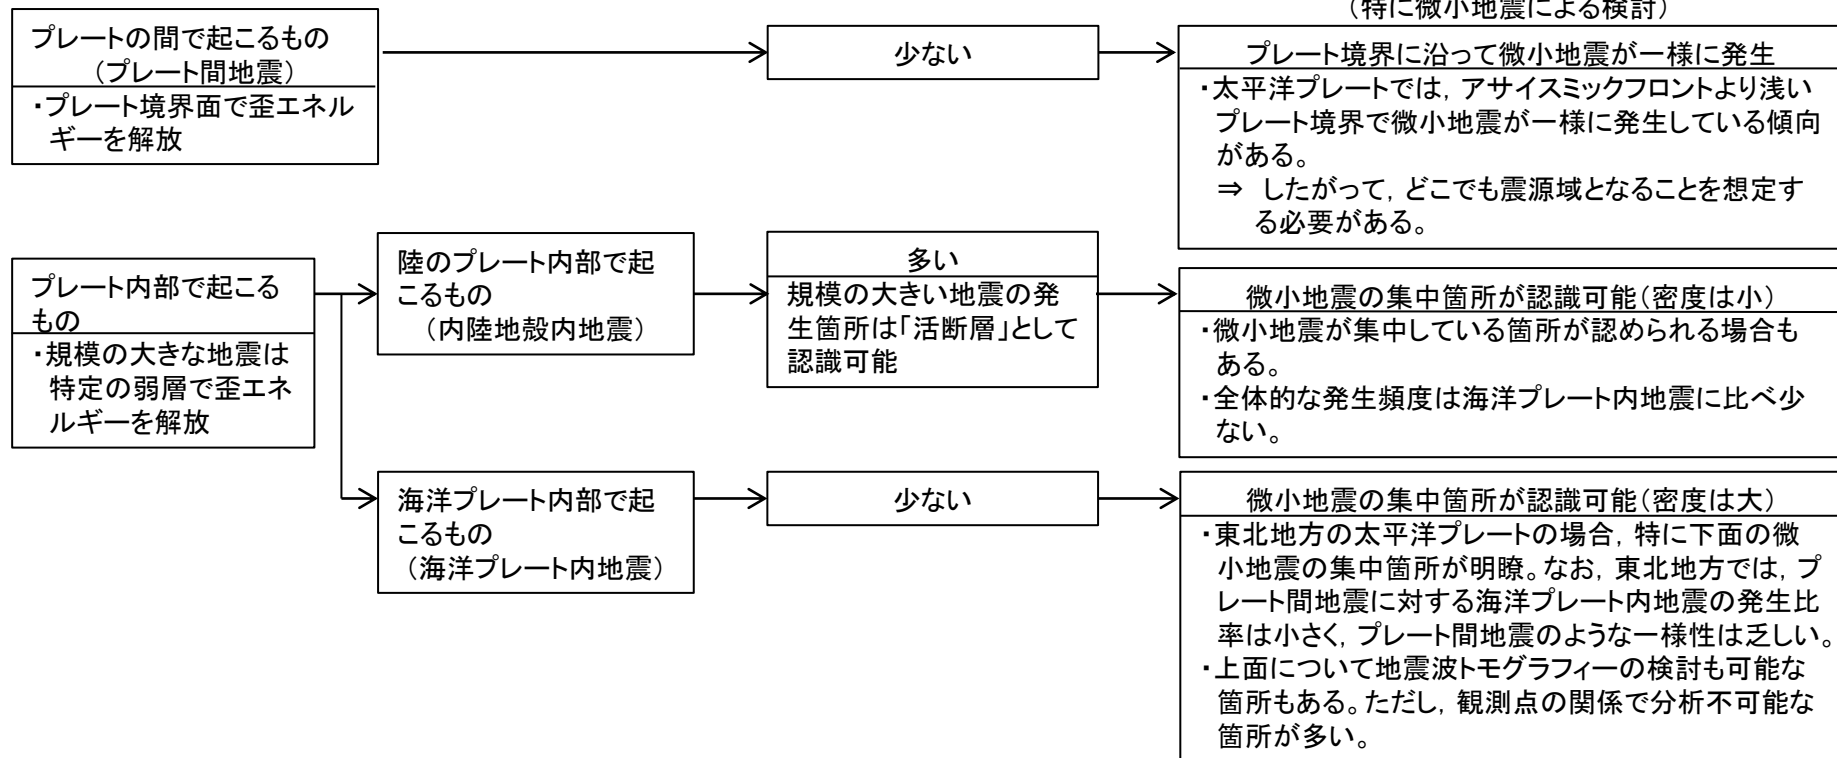 (特に微小地震による検討)
プレートの間で起こるもの
(プレート間地震)
・プレート境界面で歪エネル
ギーを解放
少ない
プレート境界に沿って微小地震が一様に発生
・太平洋プレートでは，アサイスミックフロントより浅い
プレート境界で微小地震が一様に発生している傾向
がある。
⇒ したがって，どこでも震源域となることを想定す
る必要がある。
プレート内部で起こる
もの
・規模の大きな地震は
特定の弱層で歪エネ
ルギーを解放
陸のプレート内部で起
こるもの
(内陸地殻内地震)
多い
規模の大きい地震の発
生箇所は「活断層」として
認識可能
微小地震の集中箇所が認識可能(密度は小)
・微小地震が集中している箇所が認められる場合も
ある。
・全体的な発生頻度は海洋プレート内地震に比べ少
ない。
海洋プレート内部で起
こるもの
(海洋プレート内地震)
少ない
微小地震の集中箇所が認識可能(密度は大)
・東北地方の太平洋プレートの場合，特に下面の微
小地震の集中箇所が明瞭。なお，東北地方では，プ
レート間地震に対する海洋プレート内地震の発生比
率は小さく，プレート間地震のような一様性は乏しい。
・上面について地震波トモグラフィーの検討も可能な
箇所もある。ただし，観測点の関係で分析不可能な
箇所が多い。